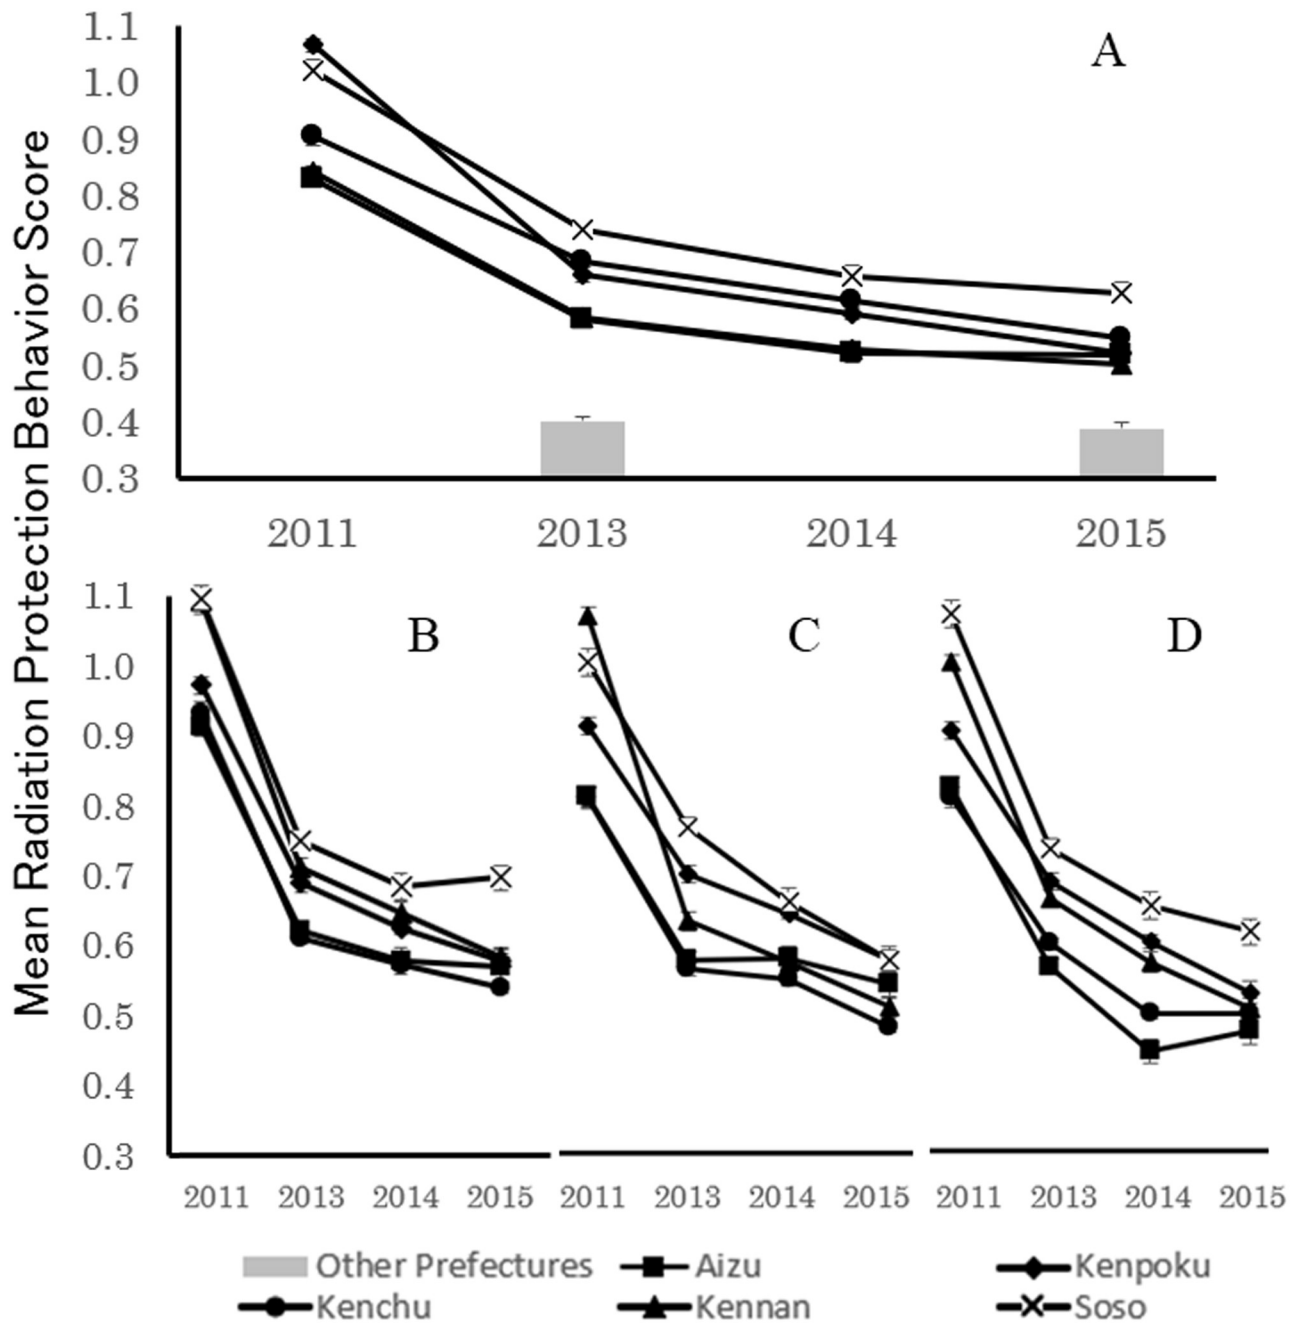 Mean Radiation Protection Behavior Score
1.1
1.0
0.9
0.8
0.7
0.6
0.5
0.4
0.3
A
2011 2013 2014 2015
1.1
1.0
0.9
0.8
0.7
0.6
0.5
0.4
0.3
B C D
2011 2013 2014 2015 2011 2013 2014 2015 2011 2013 2014 2015
Other Prefectures Aizu Kenpoku
Kenchu Kennan Soso